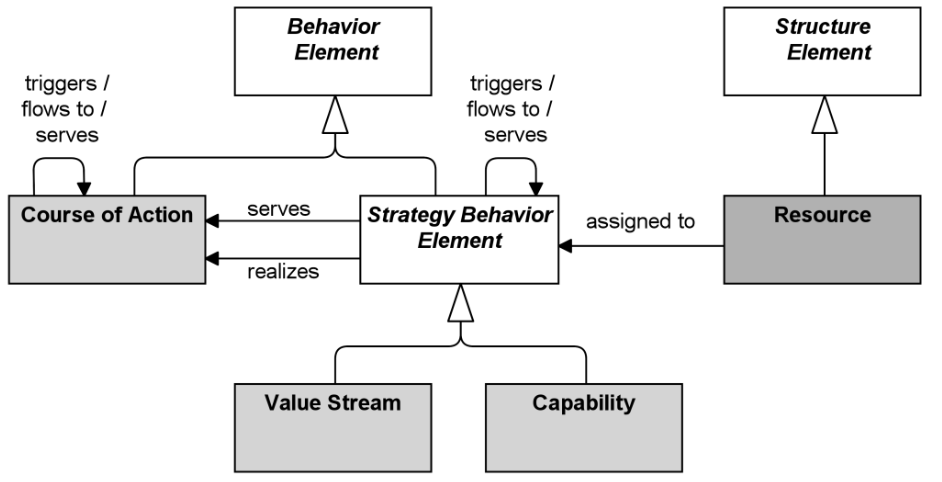 Behavior
Element
Structure
Element
triggers /
flows to /
serves
triggers /
flows to /
serves
Course of Action
serves
realizes
Strategy Behavior
Element
assigned to
Resource
Value Stream
Capability